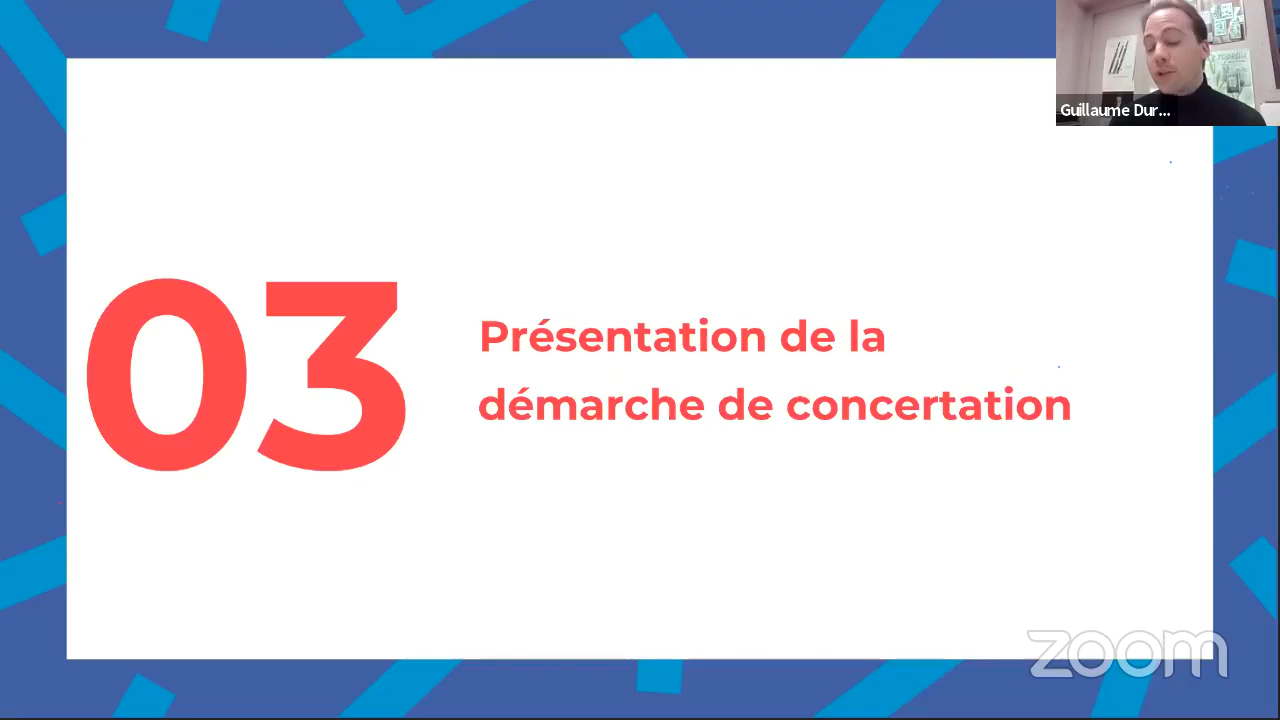 Guillaume Dur...
03
Présentation de la
démarche de concertation
zoom